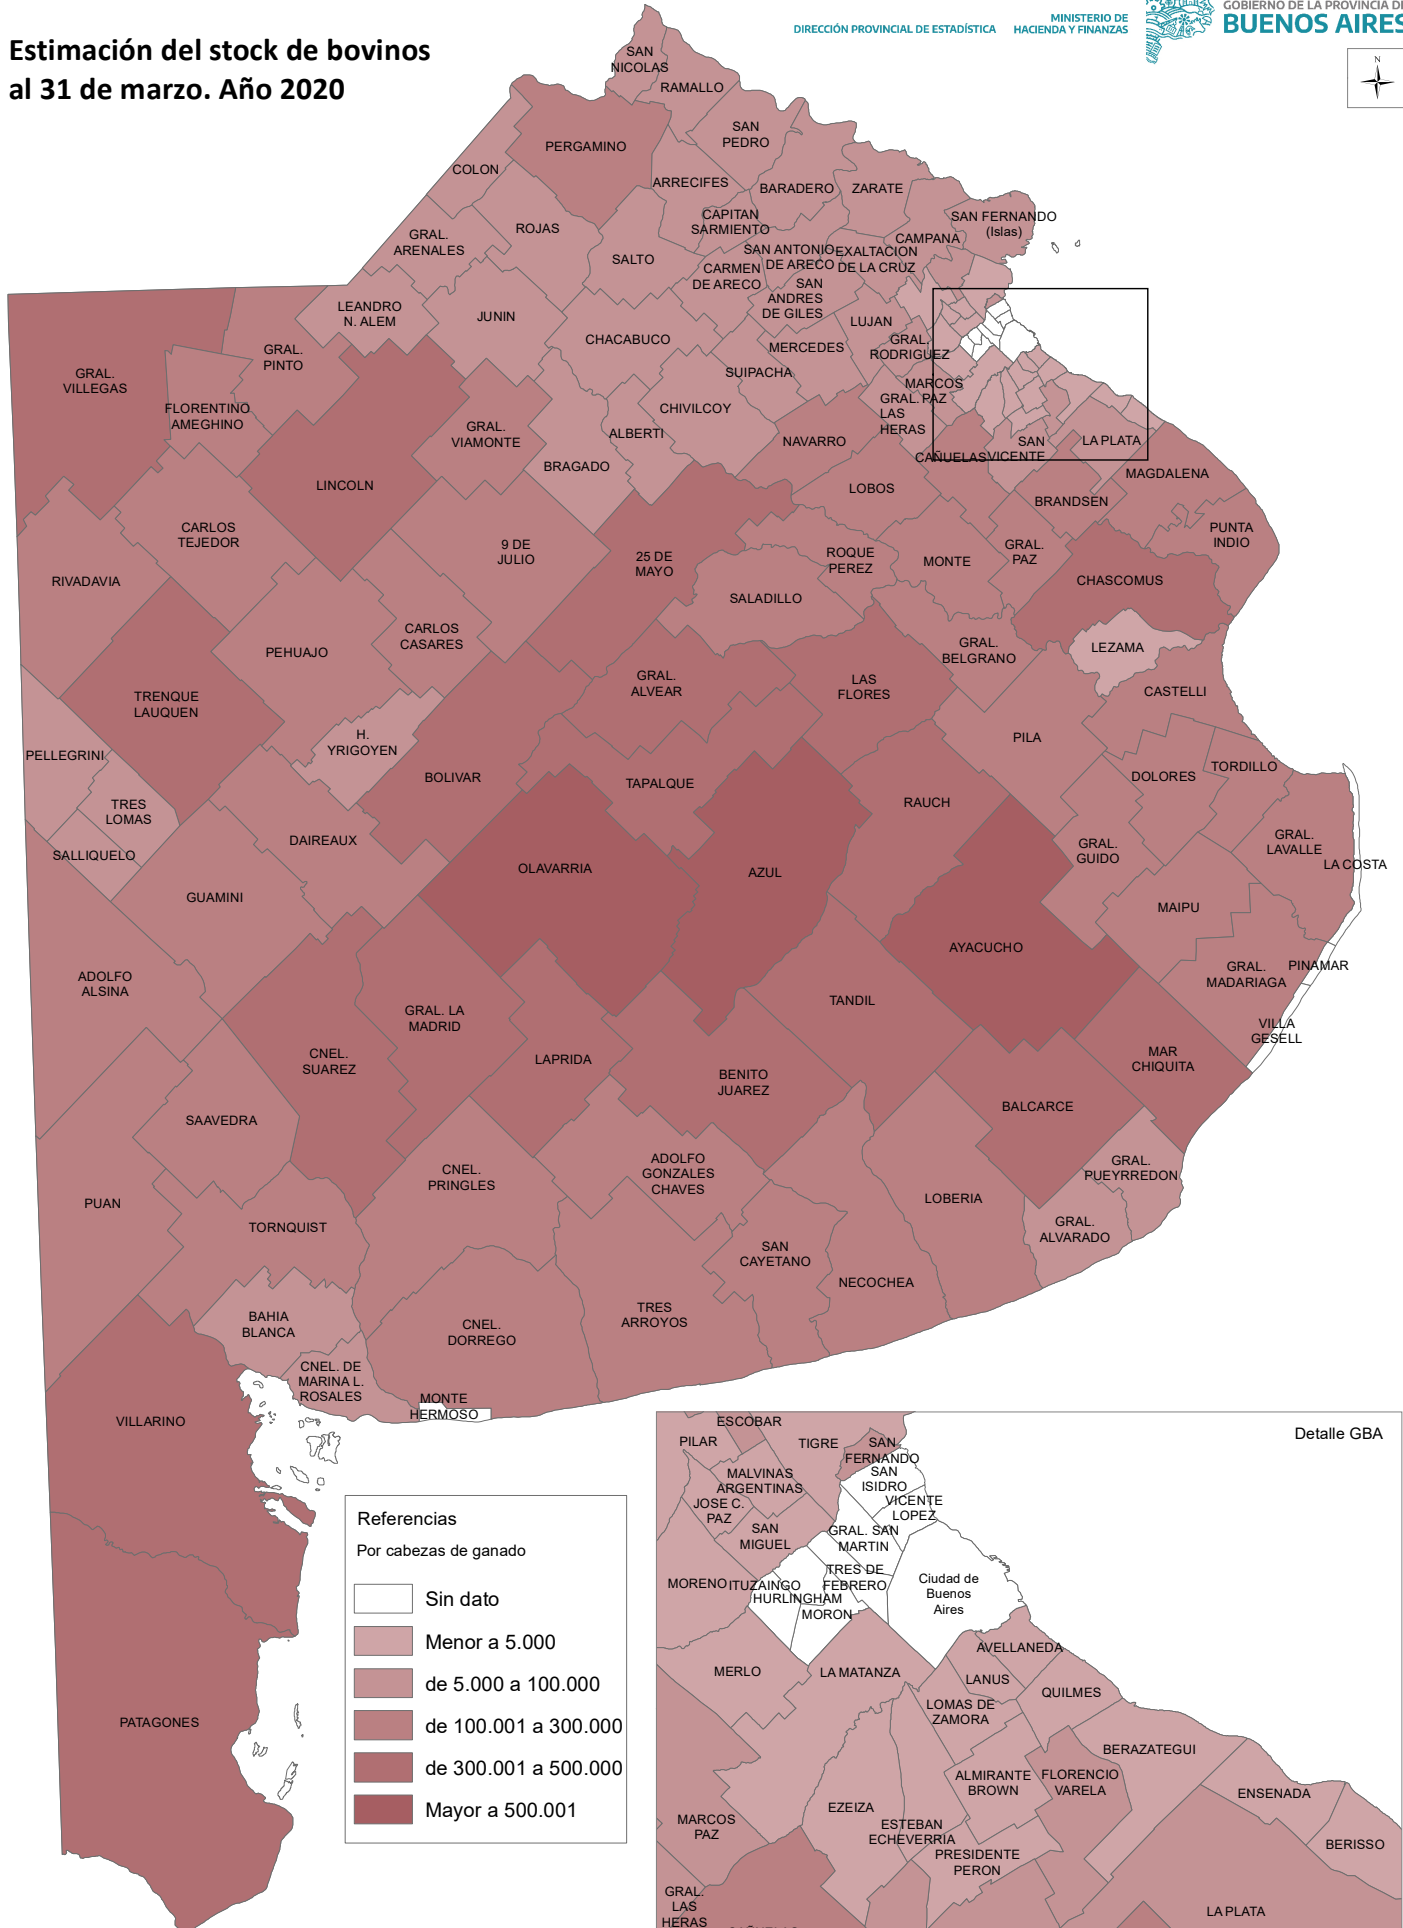 Estimación del stock de bovinos
al 31 de marzo. Año 2020
DIRECCIÓN PROVINCIAL DE ESTADÍSTICA
MINISTERIO DE
HACIENDA Y FINANZAS
GOBIERNO DE LA PROVINCIA DE
BUENOS AIRES
N
SAN
NICOLAS
RAMALLO
SAN
PEDRO
PERGAMINO
COLON
ARRECIFES
BARADERO
ZARATE
ROJAS
CAPITAN
SARMIENTO
SAN FERNANDO
(Islas)
GRAL.
ARENALES
SALTO
CAMPANA
SAN ANTONIO
DE ARECO
EXALTACION
DE LA CRUZ
CARMEN
DE ARECO
SAN
ANDRES
DE GILES
LEANDRO
N. ALEM
JUNIN
LUJAN
CHACABUCO
MERCEDES
GRAL.
RODRIGUEZ
GRAL.
PINTO
GRAL.
VILLEGAS
SUIPACHA
MARCOS
PAZ
GRAL.
LAS
HERAS
FLORENTINO
AMEGHINO
CHIVILCOY
GRAL.
VIAMONTE
ALBERTI
NAVARRO
SAN
VICENTE
LA PLATA
CAÑUELAS
BRAGADO
MAGDALENA
LINCOLN
LOBOS
BRANDSEN
CARLOS
TEJEDOR
PUNTA
INDIO
9 DE
JULIO
25 DE
MAYO
ROQUE
PEREZ
MONTE
GRAL.
PAZ
RIVADAVIA
CHASCOMUS
SALADILLO
CARLOS
CASARES
PEHUAJO
GRAL.
BELGRANO
LEZAMA
GRAL.
ALVEAR
LAS
FLORES
CASTELLI
TRENQUE
LAUQUEN
H.
YRIGOYEN
PILA
PELLEGRINI
BOLIVAR
TAPALQUE
DOLORES
TORDILLO
TRES
LOMAS
RAUCH
DAIREAUX
GRAL.
GUIDO
GRAL.
LAVALLE
SALLIQUELO
LA COSTA
OLAVARRIA
AZUL
GUAMINI
MAIPU
AYACUCHO
ADOLFO
ALSINA
GRAL.
MADARIAGA
PINAMAR
TANDIL
GRAL. LA
MADRID
VILLA
GESELL
CNEL.
SUAREZ
LAPRIDA
MAR
CHIQUITA
BENITO
JUAREZ
BALCARCE
SAAVEDRA
ADOLFO
GONZALES
CHAVES
CNEL.
PRINGLES
GRAL.
PUEYRREDON
PUAN
LOBERIA
TORNQUIST
GRAL.
ALVARADO
SAN
CAYETANO
NECOCHEA
TRES
ARROYOS
BAHIA
BLANCA
CNEL.
DORREGO
CNEL. DE
MARINA L.
ROSALES
MONTE
HERMOSO
VILLARINO
PATAGONES
Referencias
Por cabezas de ganado
Sin dato
Menor a 5.000
de 5.000 a 100.000
de 100.001 a 300.000
de 300.001 a 500.000
Mayor a 500.001
Detalle GBA
ESCOBAR
PILAR
TIGRE
SAN
FERNANDO
SAN
ISIDRO
MALVINAS
ARGENTINAS
JOSE C.
PAZ
VICENTE
LOPEZ
SAN
MIGUEL
GRAL. SAN
MARTIN
MORENO
ITUZAINGO
HURLINGHAM
TRES DE
FEBRERO
MORON
Ciudad de
Buenos
Aires
AVELLANEDA
MERLO
LA MATANZA
LANUS
QUILMES
LOMAS DE
ZAMORA
BERAZATEGUI
ALMIRANTE
BROWN
FLORENCIO
VARELA
ENSENADA
EZEIZA
MARCOS
PAZ
ESTEBAN
ECHEVERRÍA
BERISSO
PRESIDENTE
PERON
GRAL.
LAS
HERAS
LA PLATA